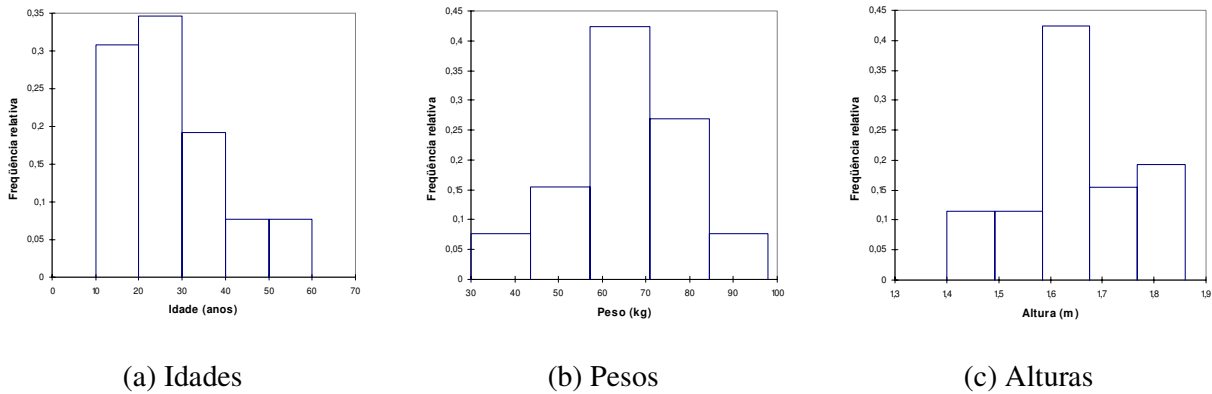 0,35
0,3
0,25
0,2
0,15
0,1
0,05
0
Freqüência relativa
0 10 20 30 40 50 60 70
Idade (anos)
(a) Idades
0,45
0,4
0,35
0,3
0,25
0,2
0,15
0,1
0,05
0
Freqüência relativa
30 40 50 60 70 80 90 100
Peso (kg)
(b) Pesos
0,45
0,4
0,35
0,3
0,25
0,2
0,15
0,1
0,05
0
Freqüência relativa
1,3 1,4 1,5 1,6 1,7 1,8 1,9
Altura (m)
(c) Alturas